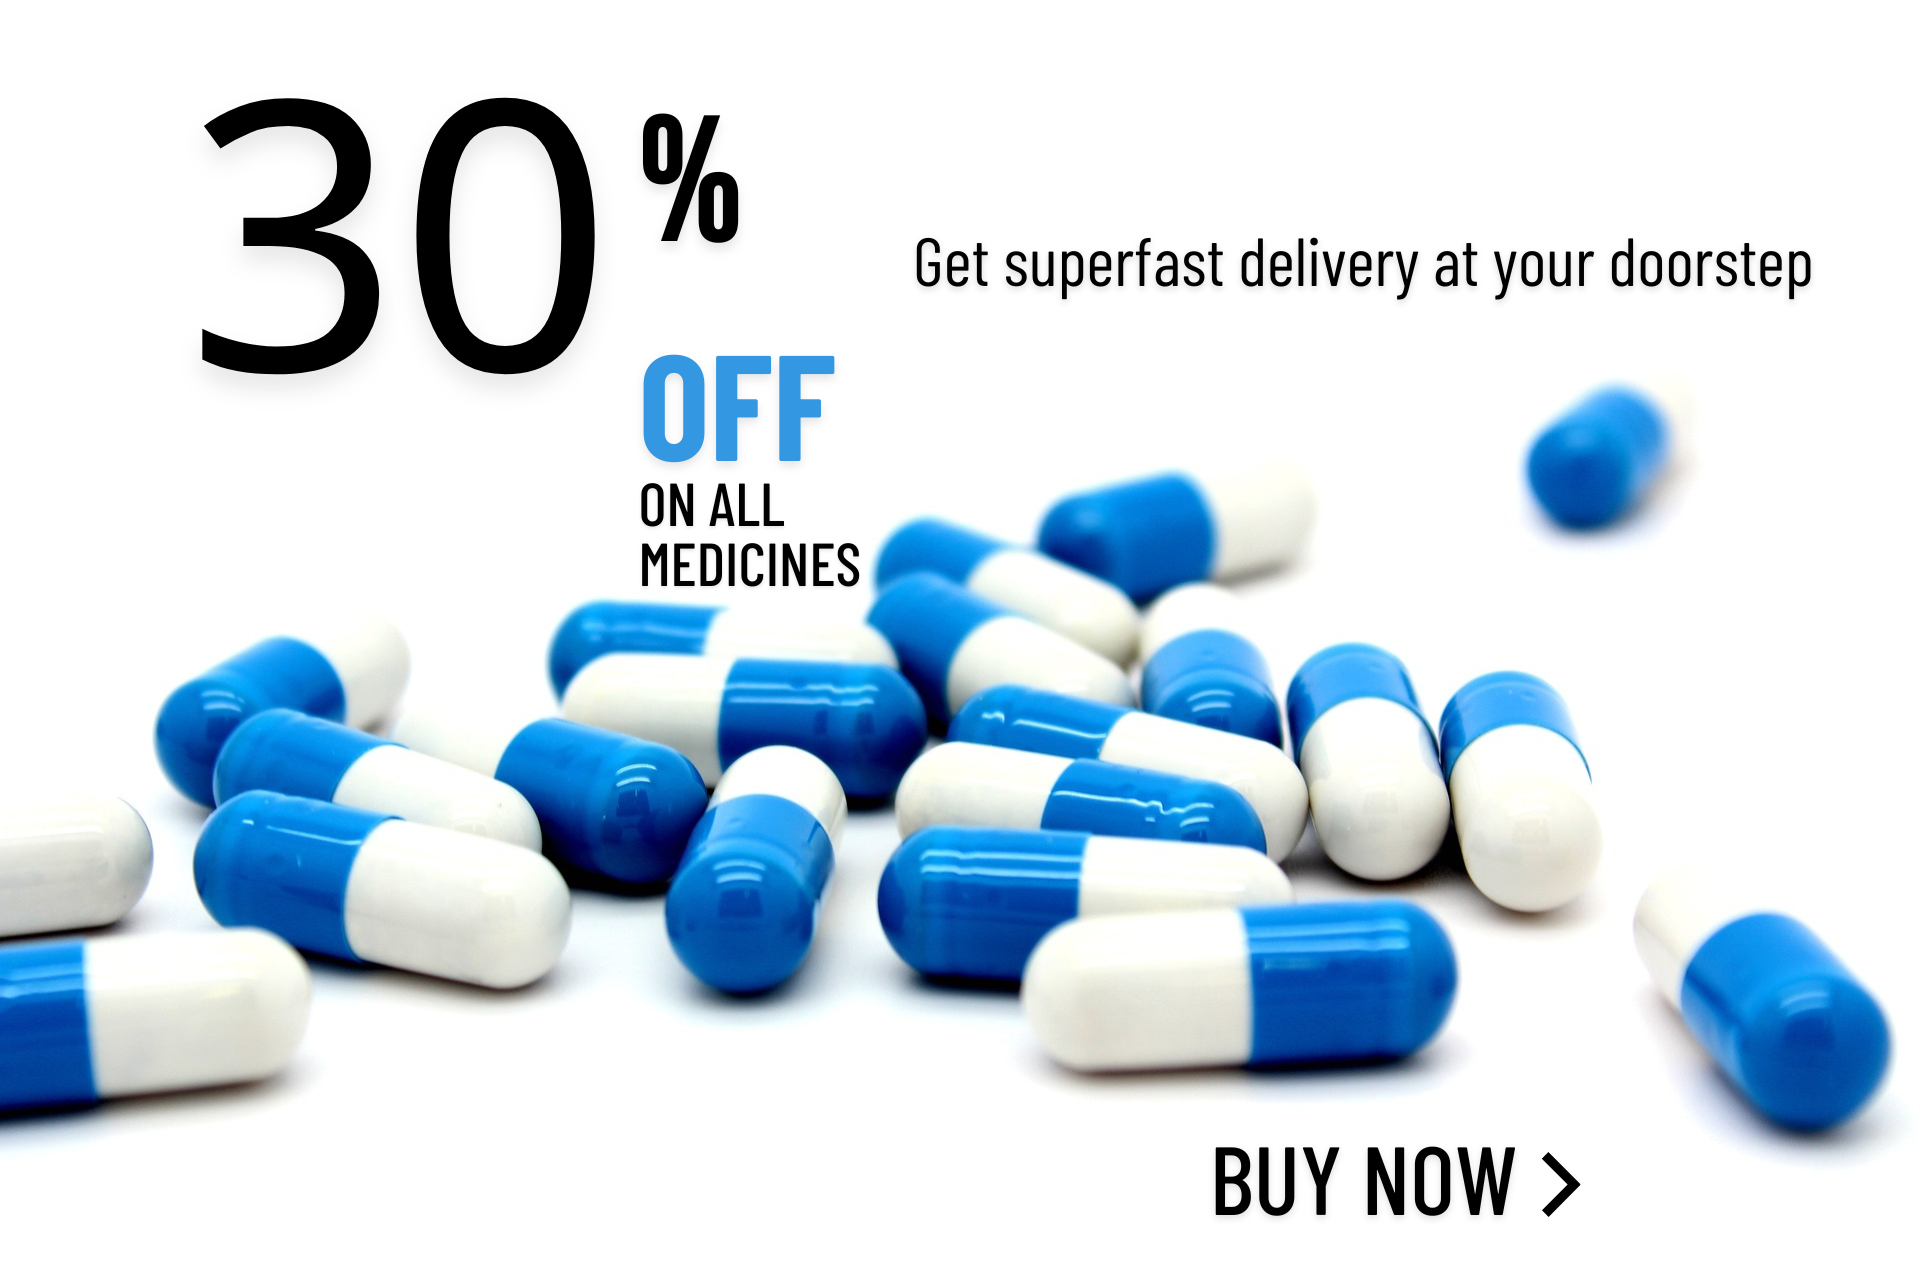 30%
OFF
ON ALL
MEDICINES
Get superfast delivery at your doorstep
BUY NOW >